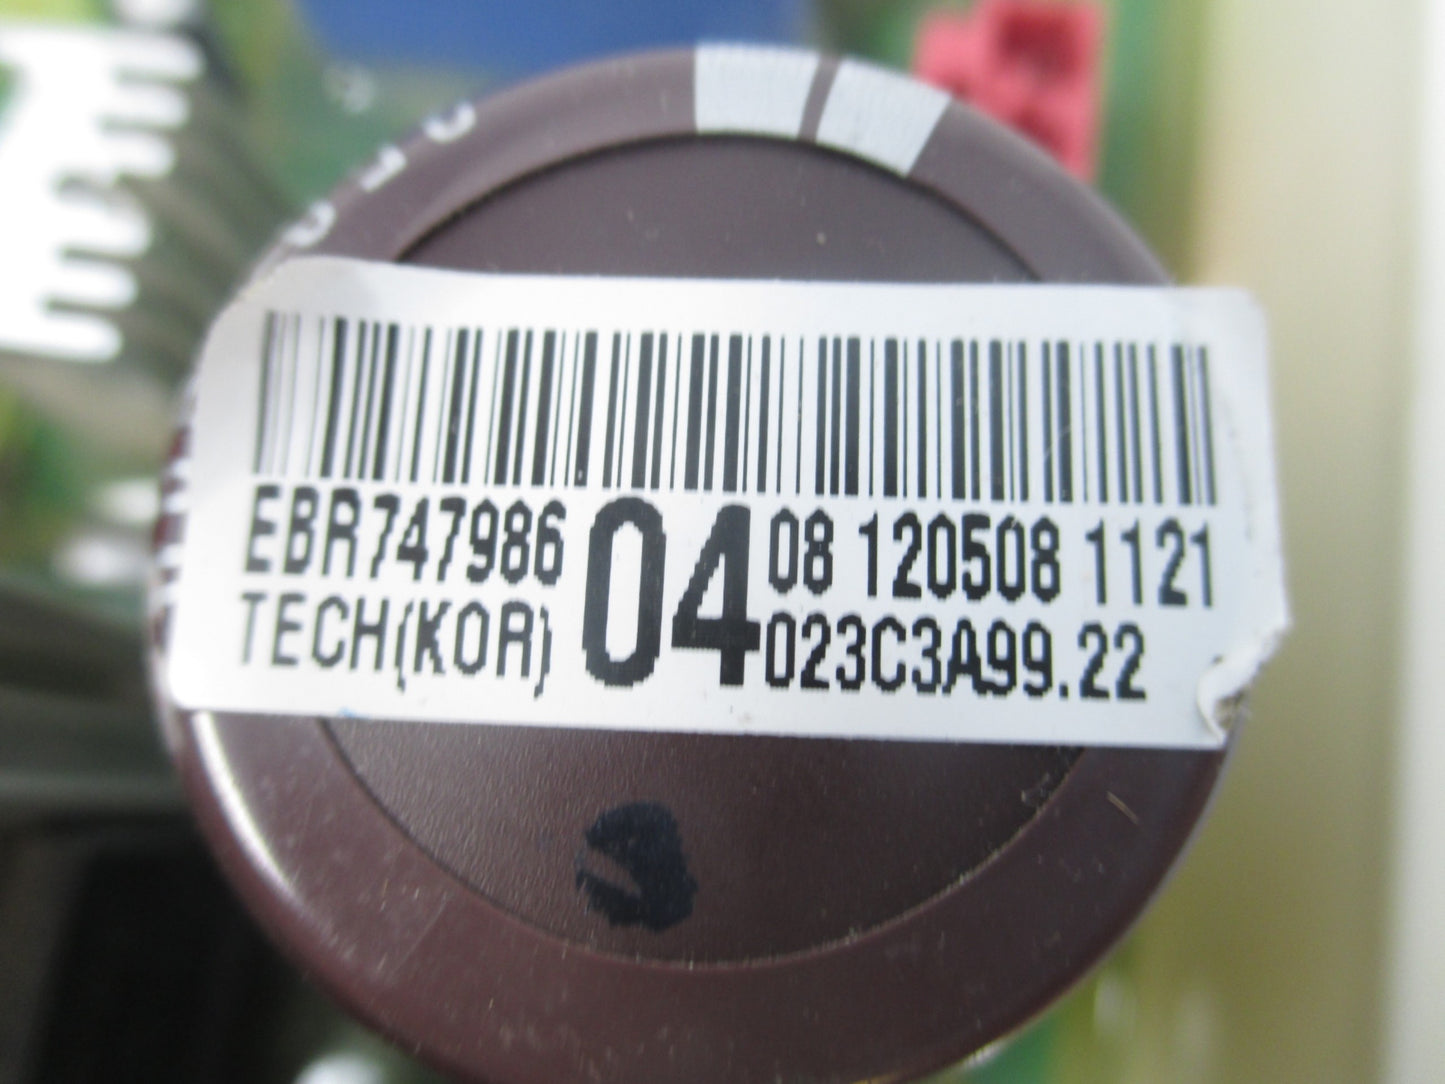 EBR747986 04 08 120508 1121
TECH(KOR) 023C3A99.22